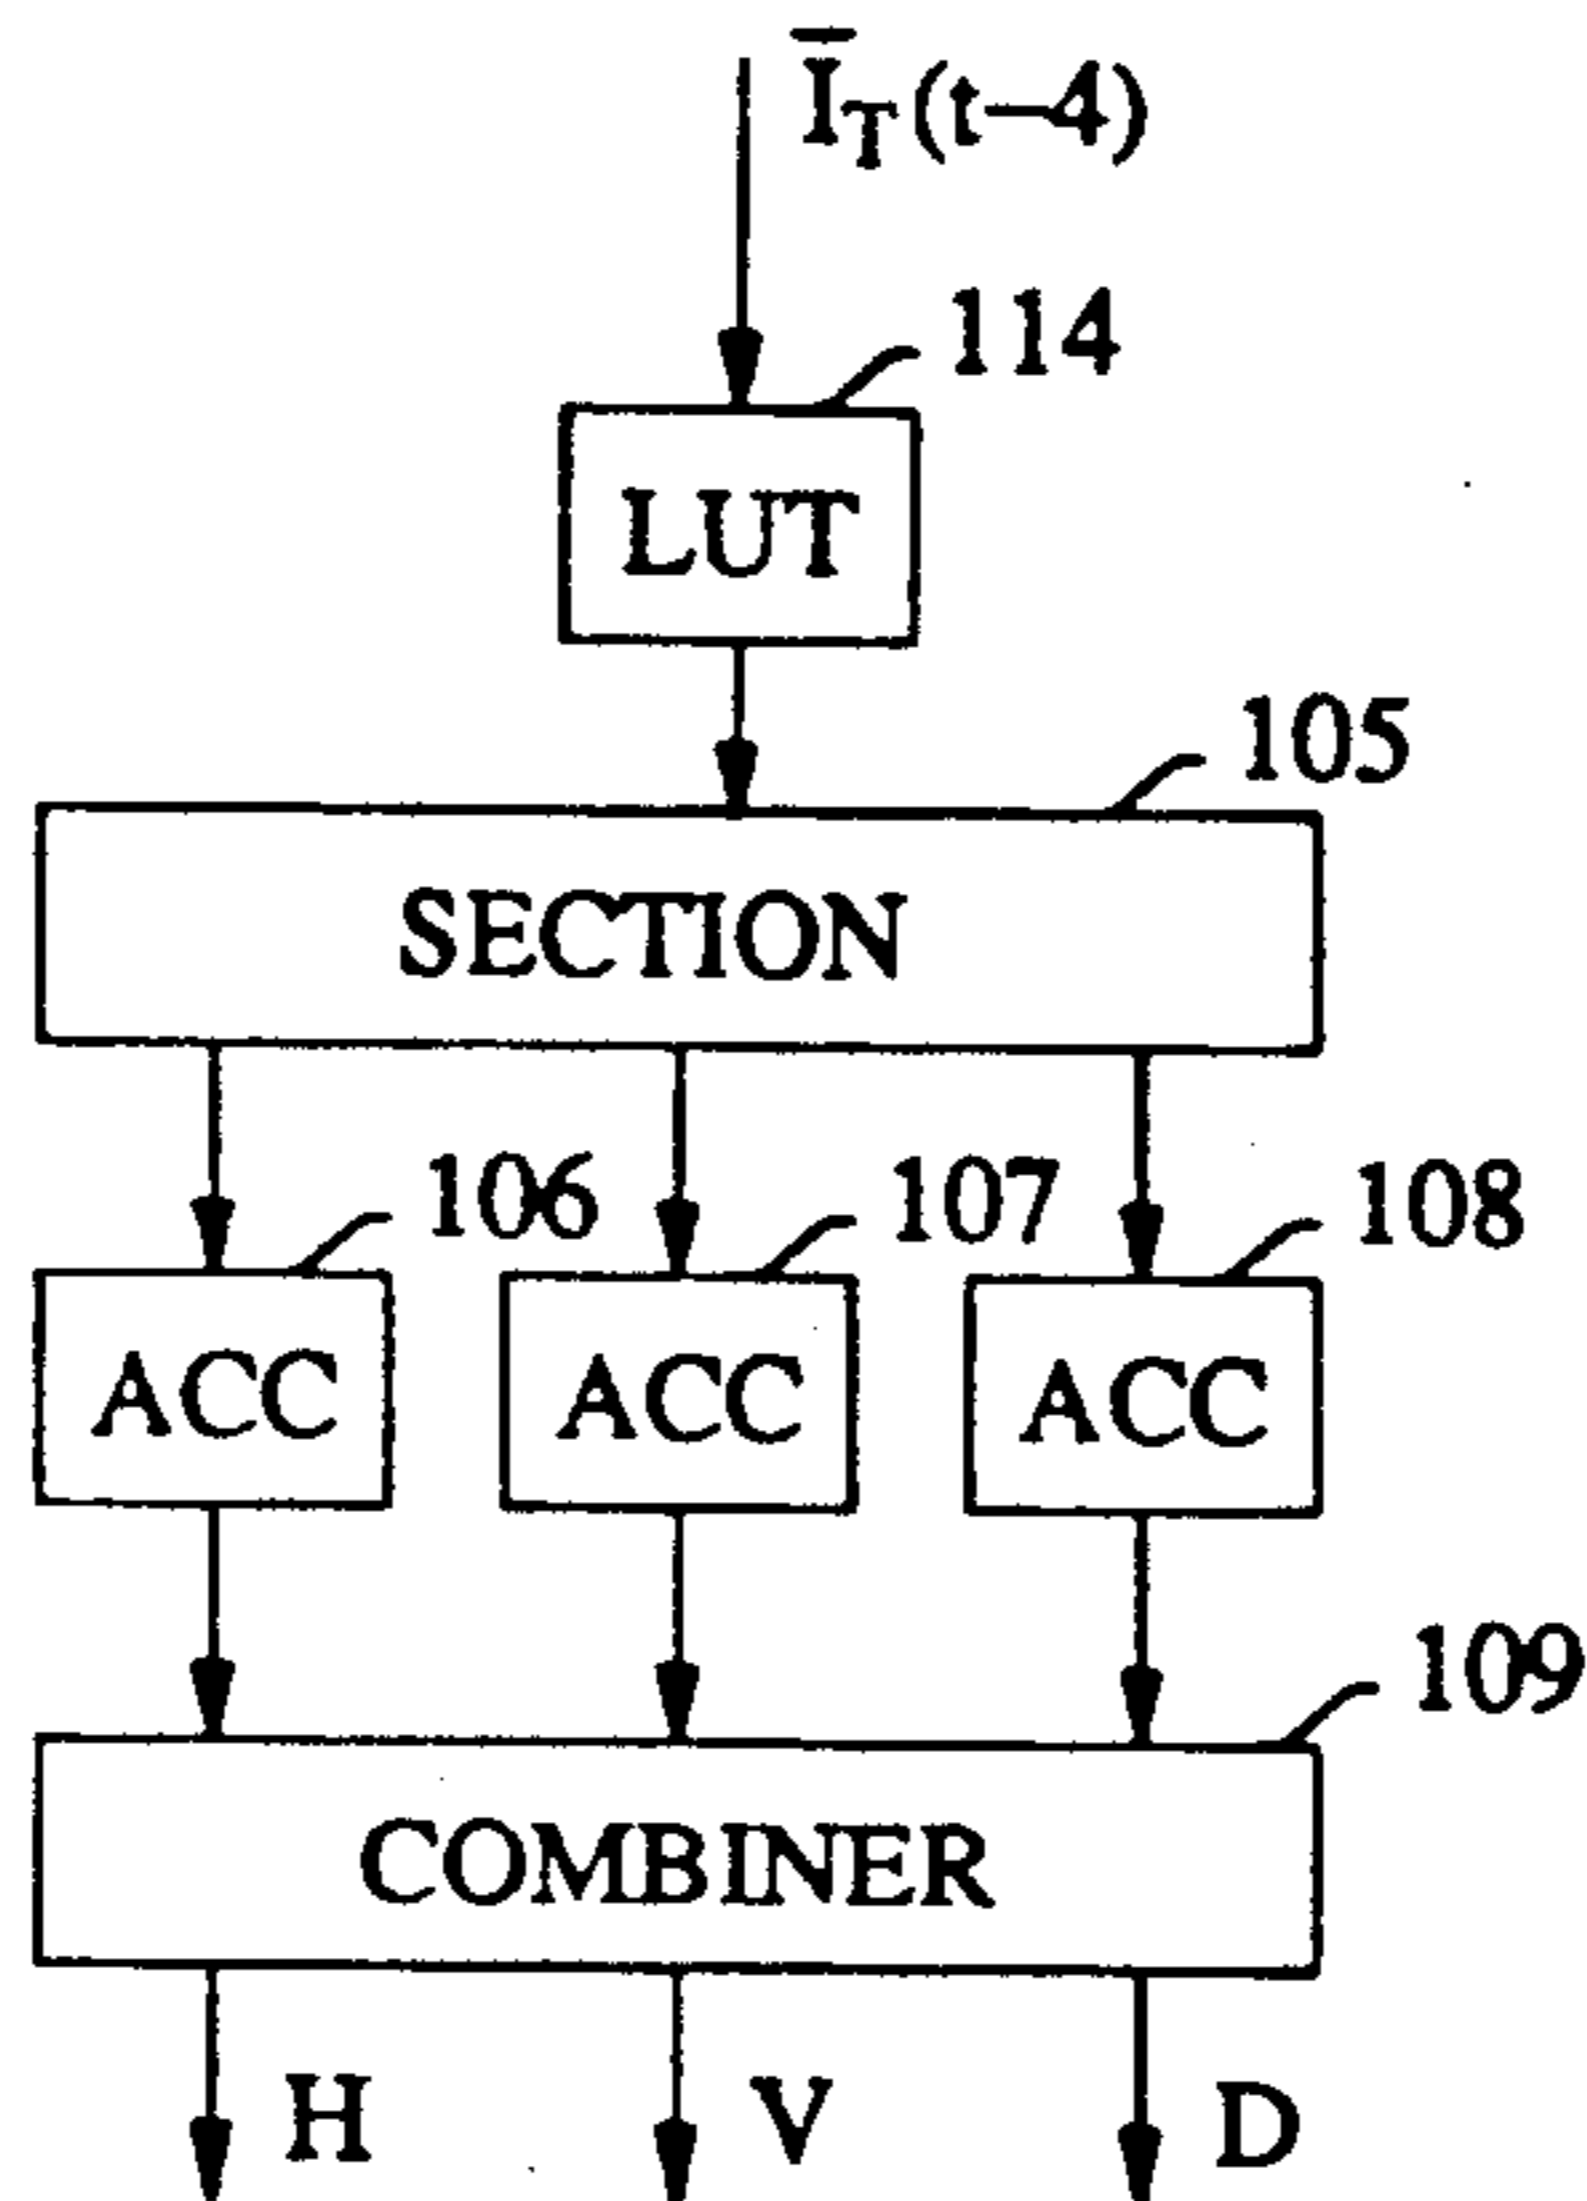 Ī_T(t−4)
114
LUT
105
SECTION
106 107 108
ACC ACC ACC
109
COMBINER
H V D